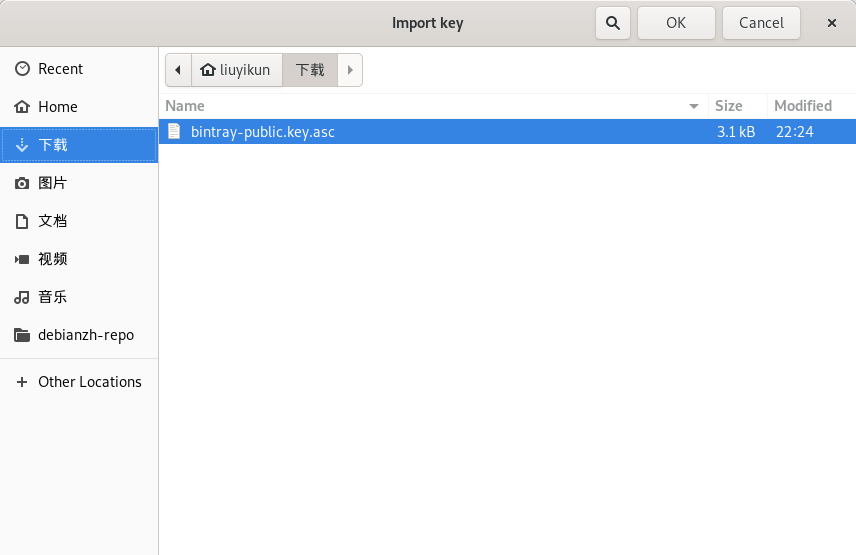 Import key
OK
Cancel
Recent
Home
下载
图片
文档
视频
音乐
debianzh-repo
Other Locations
liuyikun 下载
Name Size Modified
bintray-public.key.asc 3.1 kB 22:24